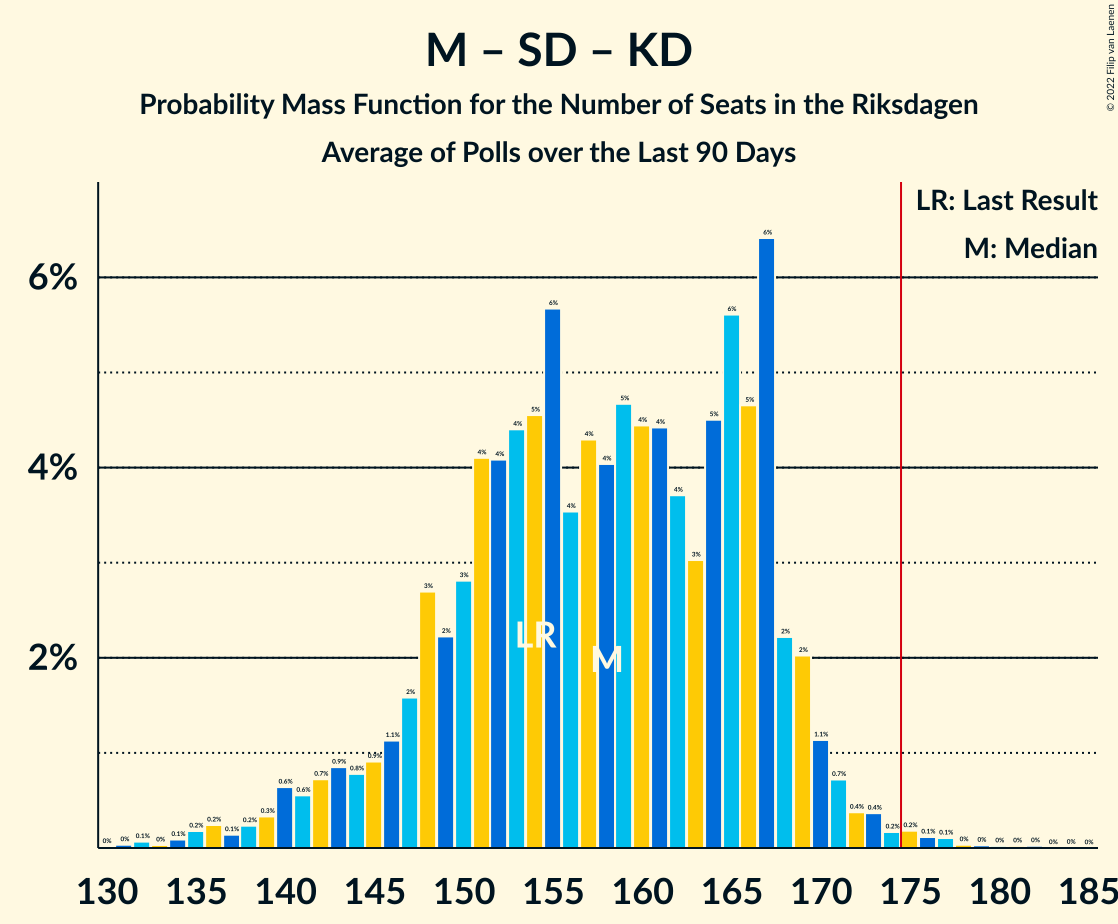 M – SD – KD
Probability Mass Function for the Number of Seats in the Riksdagen
Average of Polls over the Last 90 Days
© 2022 Filip van Laenen
LR: Last Result
M: Median
6%
4%
2%
0% 0% 0.1% 0% 0.1% 0.2% 0.2% 0.1% 0.2% 0.3% 0.6% 0.6% 0.7% 0.9% 0.8% 0.9% 1.1% 2% 3% 2% 3% 4% 4% 4% 5% 6% 4% 4% 4% 5% 4% 4% 4% 3% 5% 6% 5% 6% 2% 2% 1.1% 0.7% 0.4% 0.4% 0.2% 0.2% 0.1% 0.1% 0% 0% 0% 0% 0% 0% 0% 0%
LR
M
130 135 140 145 150 155 160 165 170 175 180 185